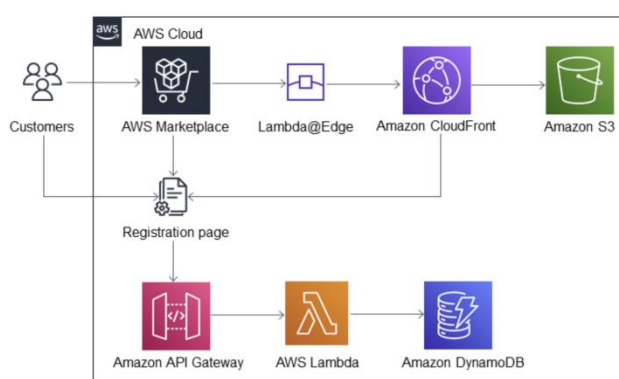 aws
AWS Cloud
Customers
AWS Marketplace
Lambda@Edge
Amazon CloudFront
Amazon S3
Registration page
Amazon API Gateway
AWS Lambda
Amazon DynamoDB